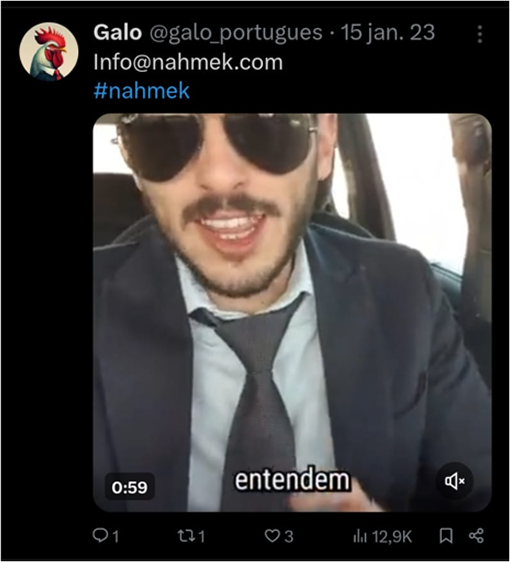 Galo @galo_portugues · 15 jan. 23
Info@nahmek.com
#nahmek
entendem
0:59
1 1 3 12,9K